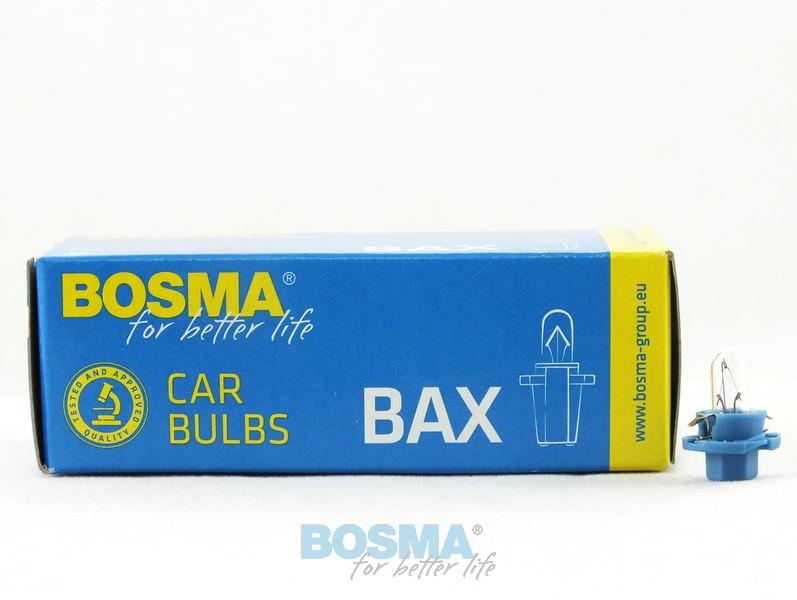 BAX
BOSMA®
for better life
TESTED AND APPROVED
QUALITY
CAR
BULBS
BAX
www.bosma-group.eu
BOSMA®
for better life